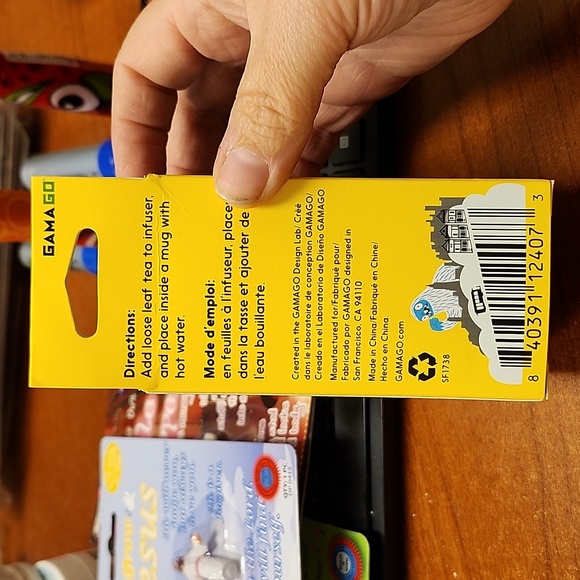 GAMAGO
Directions:
Add loose leaf tea to infuser,
and place inside a mug with
hot water.
Mode d'emploi:
en feuilles à l'infuseur, place
dans la tasse et ajouter de
l'eau bouillante.
Created in the GAMAGO Design Lab/ Créé
dans le laboratoire de conception GAMAGO/
Creado en el Laboratorio de Diseño GAMAGO
Manufactured for/Fabriqué pour/
Fabricado por GAMAGO designed in
San Francisco, CA 94110
Made in China/Fabriqué en Chine/
Hecho en China.
GAMAGO.com
SF1738
8 40391 12407 3
QTY: 1 PC